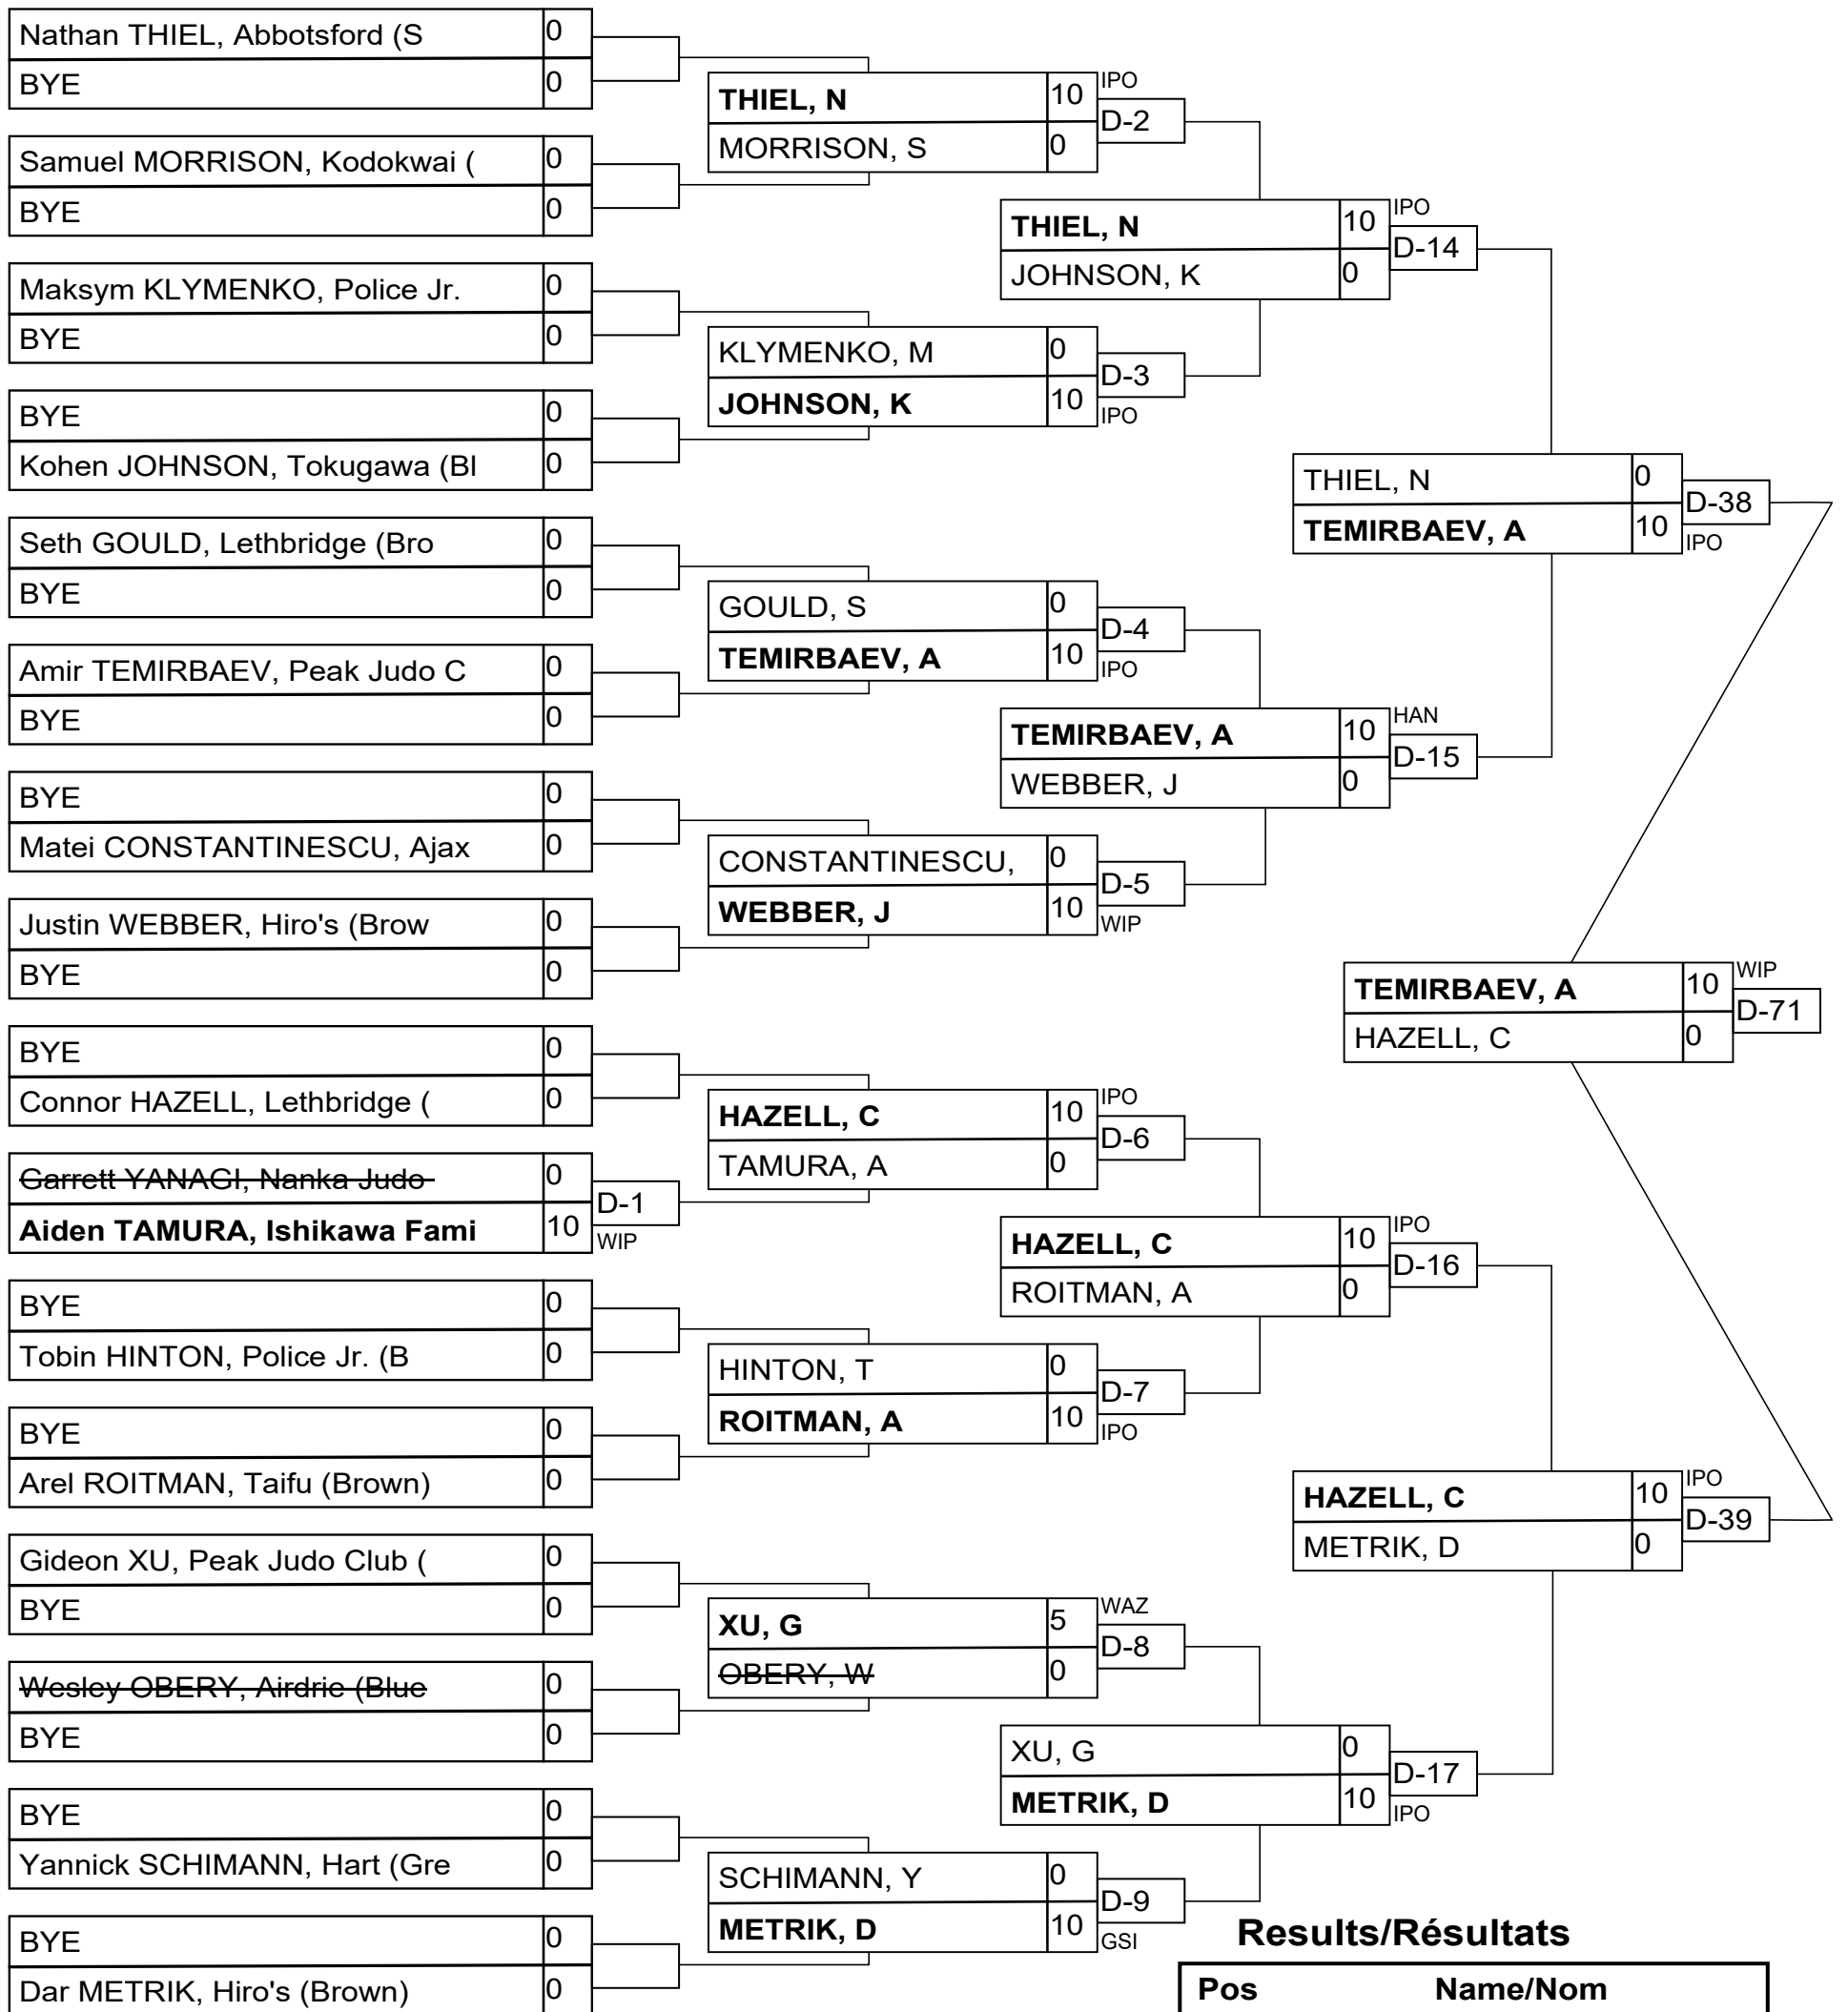 Nathan THIEL, Abbotsford (S 0
BYE 0
Samuel MORRISON, Kodokwai ( 0
BYE 0
Maksym KLYMENKO, Police Jr. 0
BYE 0
BYE 0
Kohen JOHNSON, Tokugawa (Bl 0
Seth GOULD, Lethbridge (Bro 0
BYE 0
Amir TEMIRBAEV, Peak Judo C 0
BYE 0
BYE 0
Matei CONSTANTINESCU, Ajax 0
Justin WEBBER, Hiro's (Brow 0
BYE 0
BYE 0
Connor HAZELL, Lethbridge ( 0
Garrett YANAGI, Nanka Judo 0
D-1
Aiden TAMURA, Ishikawa Fami 10
WIP
BYE 0
Tobin HINTON, Police Jr. (B 0
BYE 0
Arel ROITMAN, Taifu (Brown) 0
Gideon XU, Peak Judo Club ( 0
BYE 0
Wesley OBERY, Airdrie (Blue 0
BYE 0
BYE 0
Yannick SCHIMANN, Hart (Gre 0
BYE 0
Dar METRIK, Hiro's (Brown) 0
IPO
THIEL, N 10
D-2
MORRISON, S 0
KLYMENKO, M 0
D-3
JOHNSON, K 10
IPO
GOULD, S 0
D-4
TEMIRBAEV, A 10
IPO
CONSTANTINESCU, 0
D-5
WEBBER, J 10
WIP
IPO
HAZELL, C 10
D-6
TAMURA, A 0
HINTON, T 0
D-7
ROITMAN, A 10
IPO
WAZ
XU, G 5
D-8
OBERY, W 0
SCHIMANN, Y 0
D-9
METRIK, D 10
GSI
IPO
THIEL, N 10
D-14
JOHNSON, K 0
HAN
TEMIRBAEV, A 10
D-15
WEBBER, J 0
IPO
HAZELL, C 10
D-16
ROITMAN, A 0
XU, G 0
D-17
METRIK, D 10
IPO
THIEL, N 0
D-38
TEMIRBAEV, A 10
IPO
WIP
TEMIRBAEV, A 10
D-71
HAZELL, C 0
IPO
HAZELL, C 10
D-39
METRIK, D 0
Results/Résultats
Pos Name/Nom